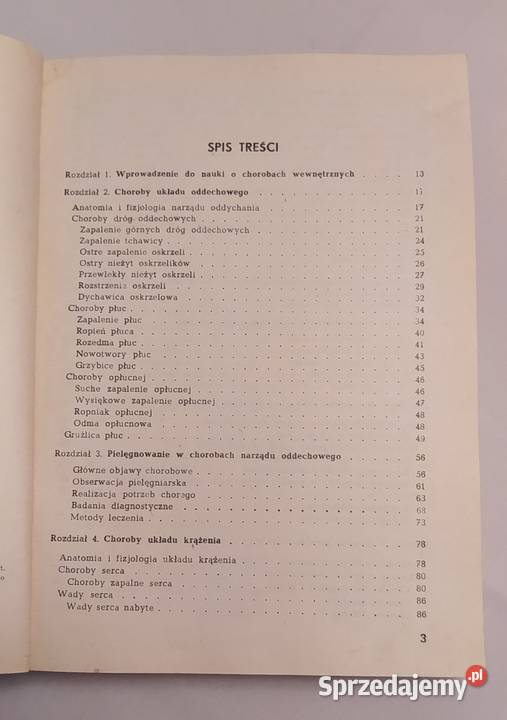 SPIS TREŚCI
Rozdział 1. Wprowadzenie do nauki o chorobach wewnętrznych . . . . 13
Rozdział 2. Choroby układu oddechowego . . . . . . . . . . 17
Anatomia i fizjologia narządu oddychania . . . . . . . . . 17
Choroby dróg oddechowych . . . . . . . . . . . . 21
Zapalenie górnych dróg oddechowych . . . . . . . . . 21
Zapalenie tchawicy . . . . . . . . . . . . . 24
Ostre zapalenie oskrzeli . . . . . . . . . . . . 25
Ostry nieżyt oskrzelików . . . . . . . . . . . . 26
Przewlekły nieżyt oskrzeli . . . . . . . . . . . . 27
Rozstrzenia oskrzeli . . . . . . . . . . . . . 29
Dychawica oskrzelowa . . . . . . . . . . . . . 32
Choroby płuc . . . . . . . . . . . . . . . 34
Zapalenie płuc . . . . . . . . . . . . . . 34
Ropień płuca . . . . . . . . . . . . . . . 40
Rozedma płuc . . . . . . . . . . . . . . 41
Nowotwory płuc . . . . . . . . . . . . . . 43
Grzybice płuc . . . . . . . . . . . . . . 45
Choroby opłucnej . . . . . . . . . . . . . . 46
Suche zapalenie opłucnej . . . . . . . . . . . . 46
Wysiękowe zapalenie opłucnej . . . . . . . . . . . 47
Ropniak opłucnej . . . . . . . . . . . . . . 48
Odma opłucnowa . . . . . . . . . . . . . . 48
Gruźlica płuc . . . . . . . . . . . . . . . 49
Rozdział 3. Pielęgnowanie w chorobach narządu oddechowego . . . . . 56
Główne objawy chorobowe . . . . . . . . . . . . 56
Obserwacja pielęgniarska . . . . . . . . . . . . 61
Realizacja potrzeb chorego . . . . . . . . . . . . 63
Badania diagnostyczne . . . . . . . . . . . . . 68
Metody leczenia . . . . . . . . . . . . . . . 73
Rozdział 4. Choroby układu krążenia . . . . . . . . . . . 78
Anatomia i fizjologia układu krążenia . . . . . . . . . . 78
Choroby serca . . . . . . . . . . . . . . . 80
Choroby zapalne serca . . . . . . . . . . . . . 80
Wady serca . . . . . . . . . . . . . . . . 86
Wady serca nabyte . . . . . . . . . . . . . . 86
3
t.
o
Sprzedajemy.pl